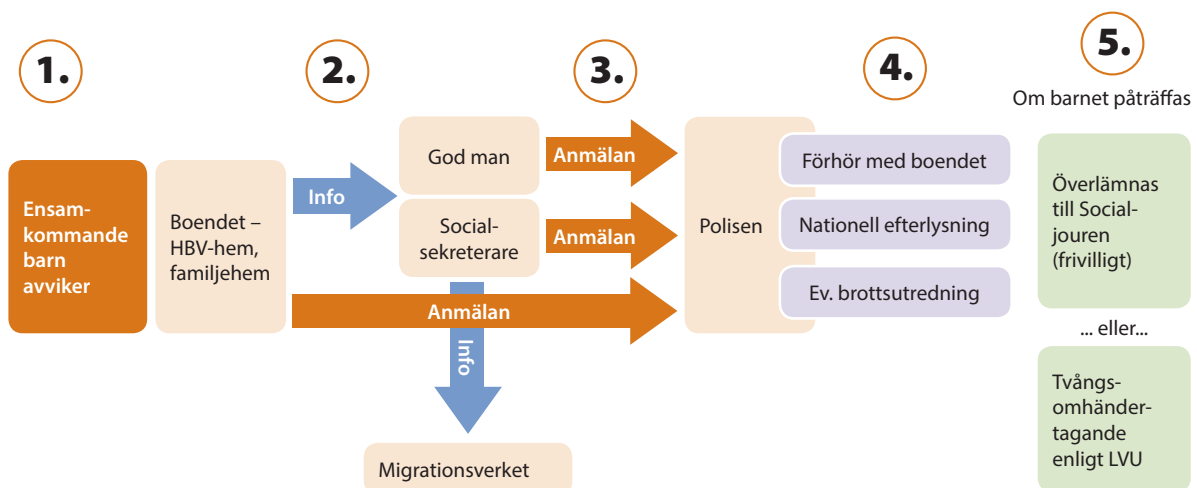 1.
2.
3.
4.
5.
Om barnet påträffas
Ensam-
kommande
barn
avviker
Boendet –
HBV-hem,
familjehem
Info
God man
Social-
sekreterare
Anmälan
Anmälan
Anmälan
Info
Migrationsverket
Polisen
Förhör med boendet
Nationell efterlysning
Ev. brottsutredning
Överlämnas
till Social-
jouren
(frivilligt)
... eller...
Tvångs-
omhänder-
tagande
enligt LVU